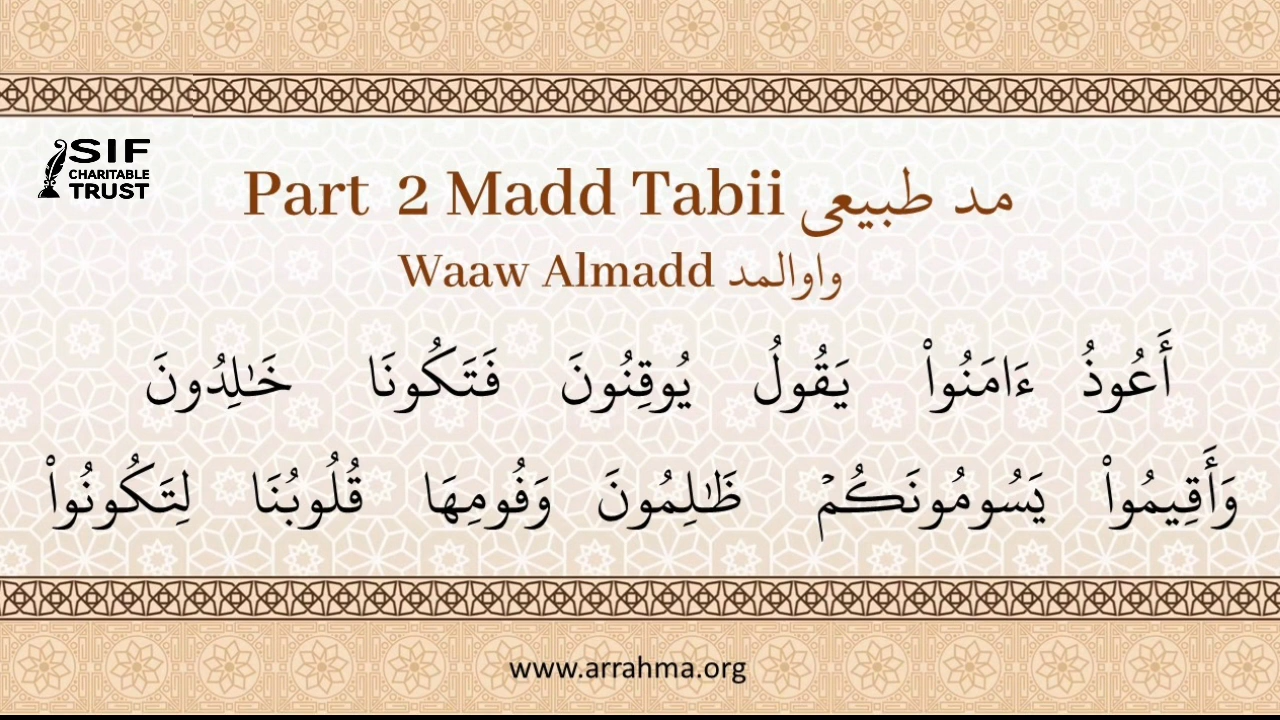 SIF
CHARITABLE
TRUST
Part 2 Madd Tabii مد طبيعى
Waaw Almadd واوالمد
أَعُوذُ ءَامَنُوا۟ يَقُولُ يُوقِنُونَ فَتَكُونَا خَـٰلِدُونَ
وَأَقِيمُوا۟ يَسُومُونَكُمْ ظَـٰلِمُونَ وَفُومِهَا قُلُوبُنَا لِتَكُونُوا۟
www.arrahma.org